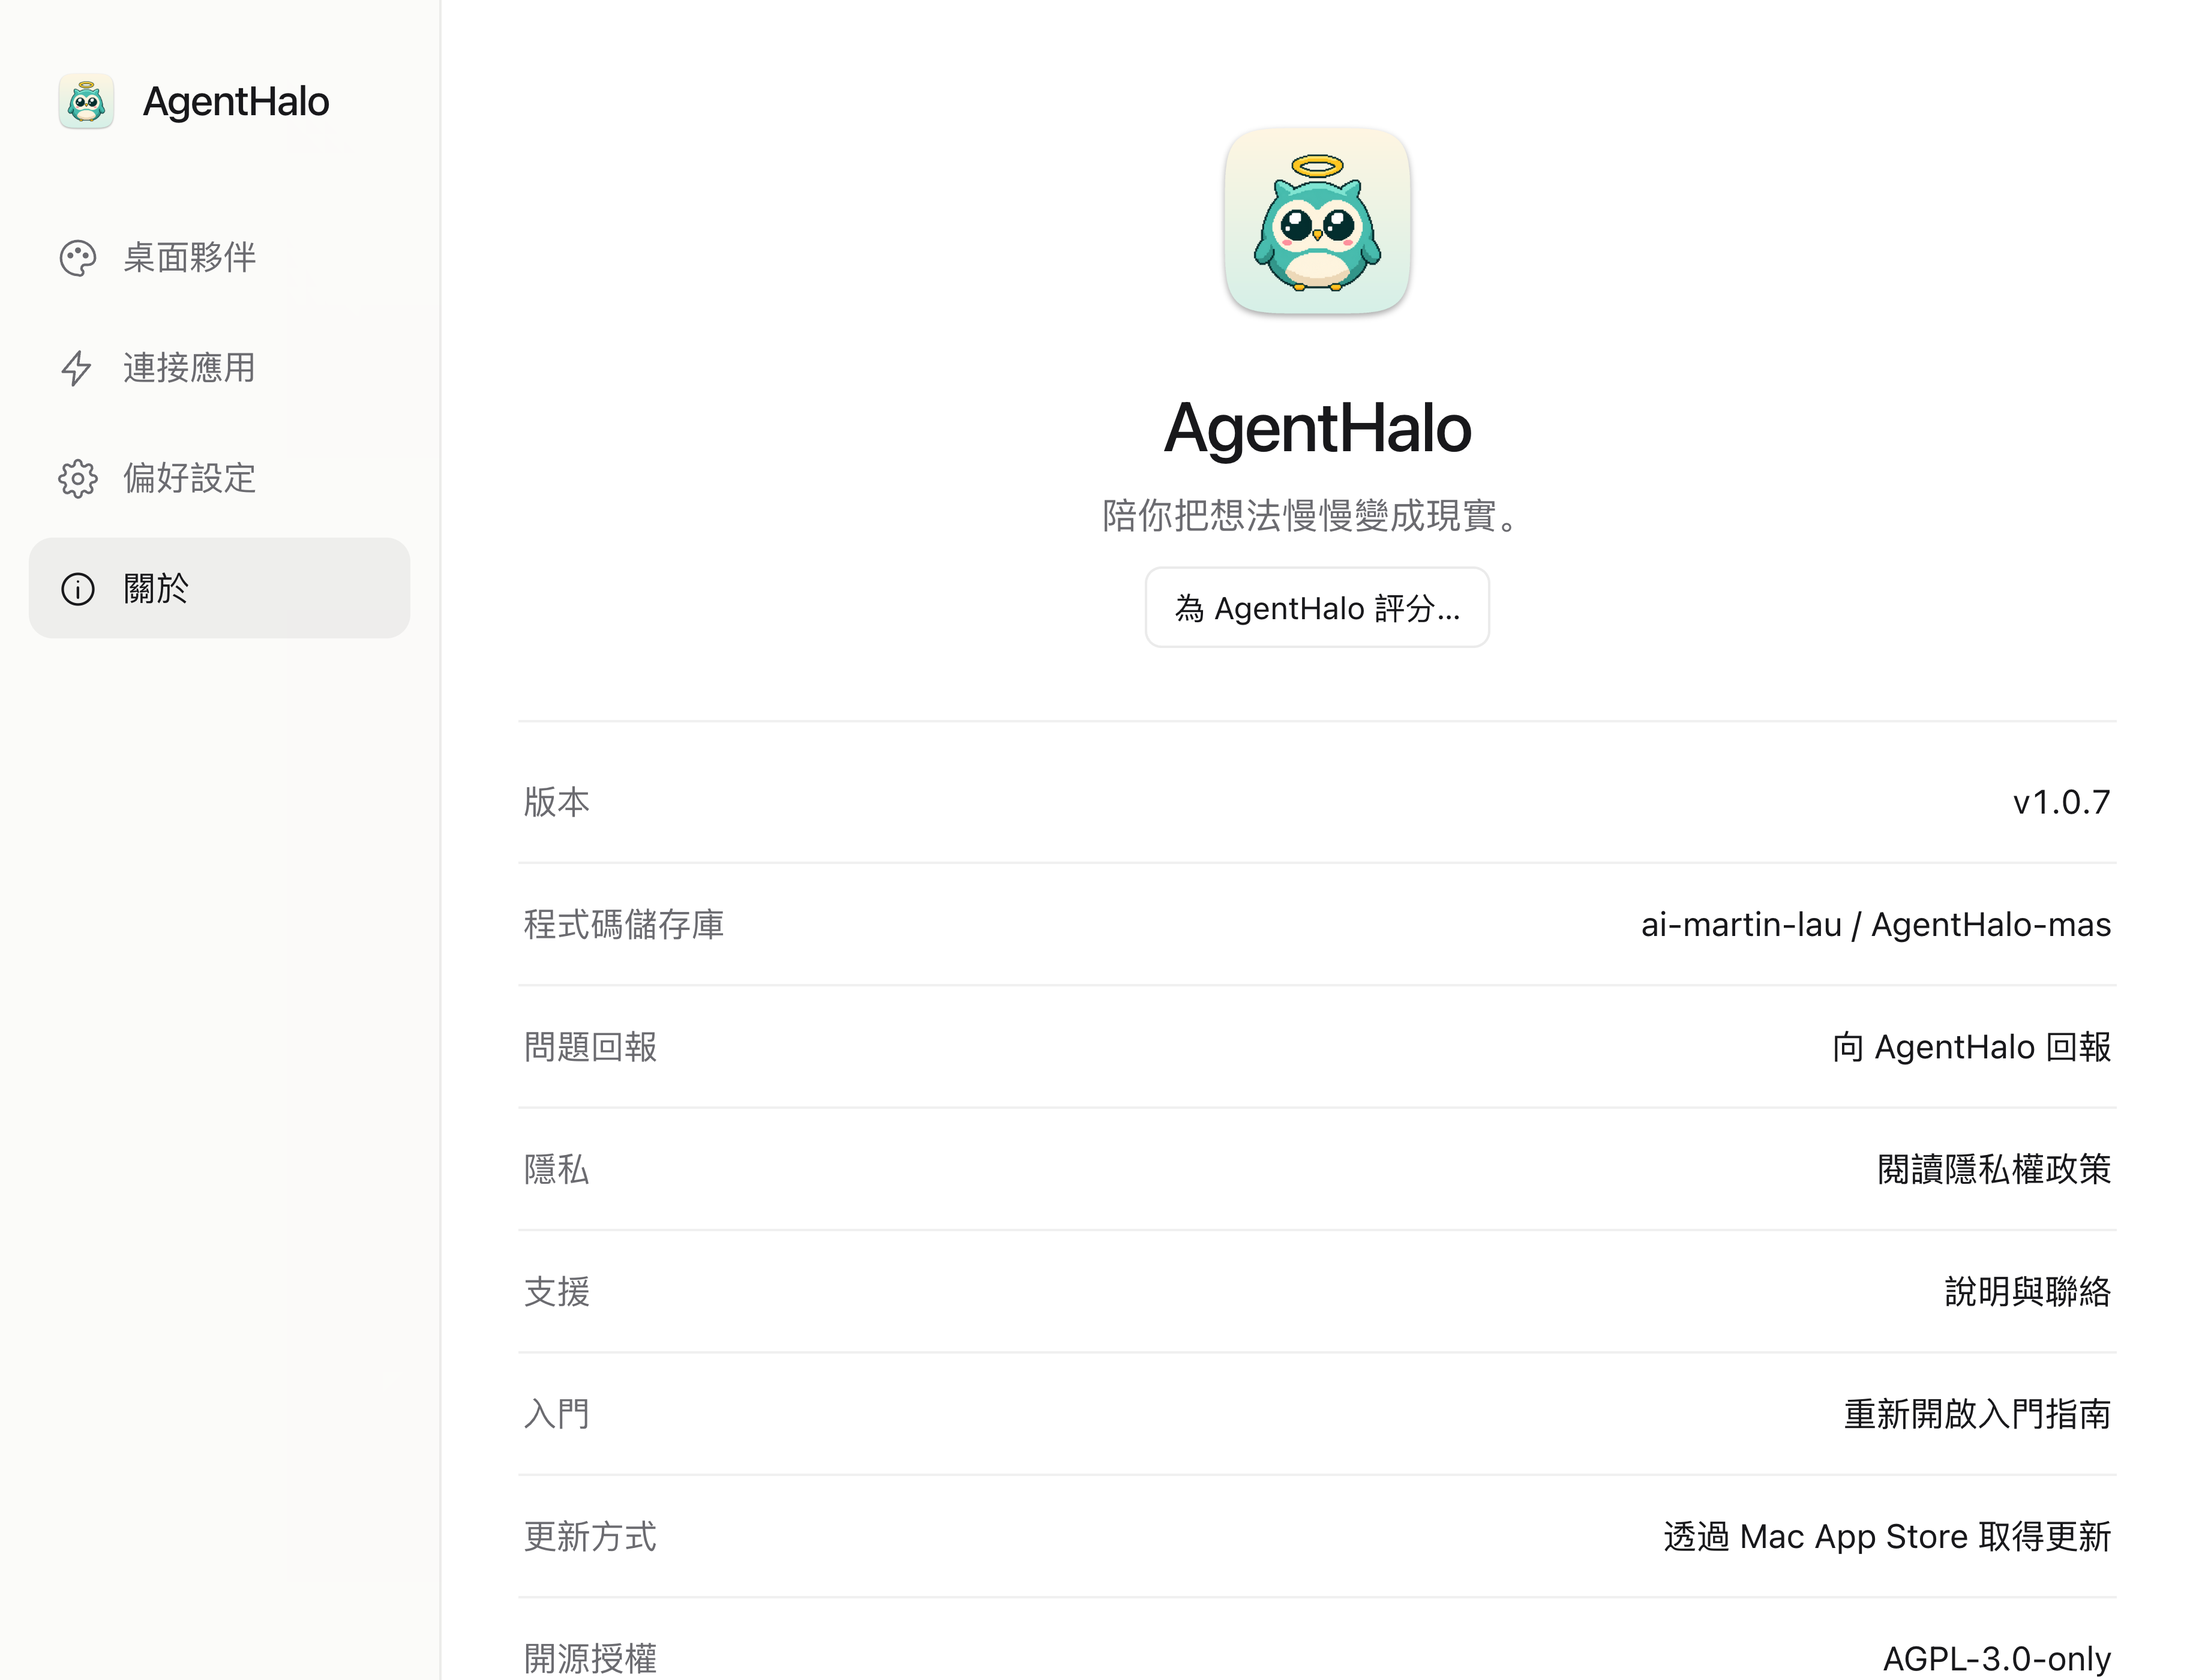 AgentHalo
桌面夥伴
連接應用
偏好設定
關於
AgentHalo
陪你把想法慢慢變成現實。
為 AgentHalo 評分...
版本 v1.0.7
程式碼儲存庫 ai-martin-lau / AgentHalo-mas
問題回報 向 AgentHalo 回報
隱私 閱讀隱私權政策
支援 說明與聯絡
入門 重新開啟入門指南
更新方式 透過 Mac App Store 取得更新
開源授權 AGPL-3.0-only